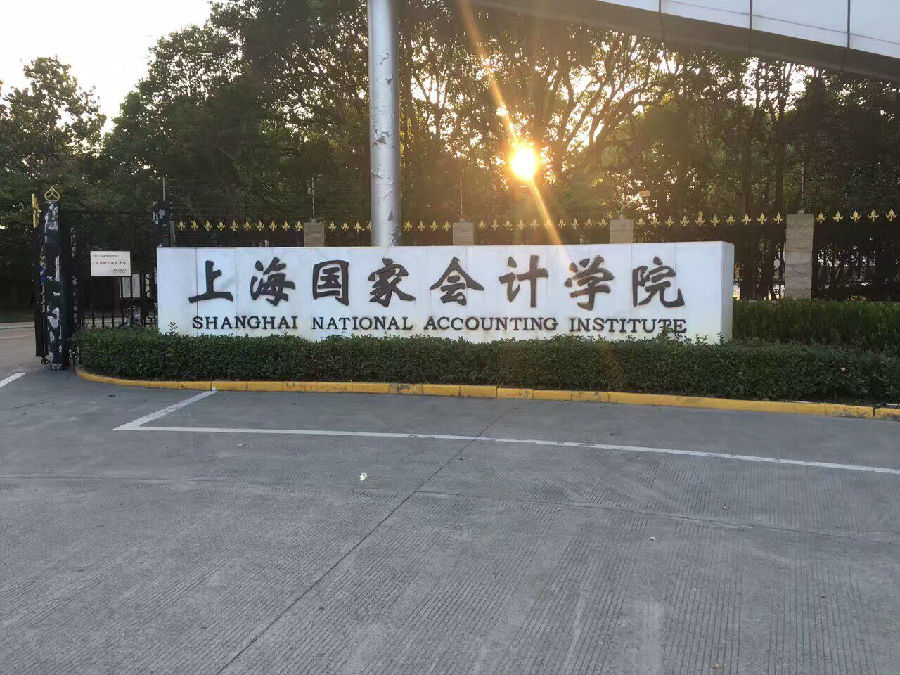 上海国家会计学院
SHANGHAI NATIONAL ACCOUNTING INSTITUTE